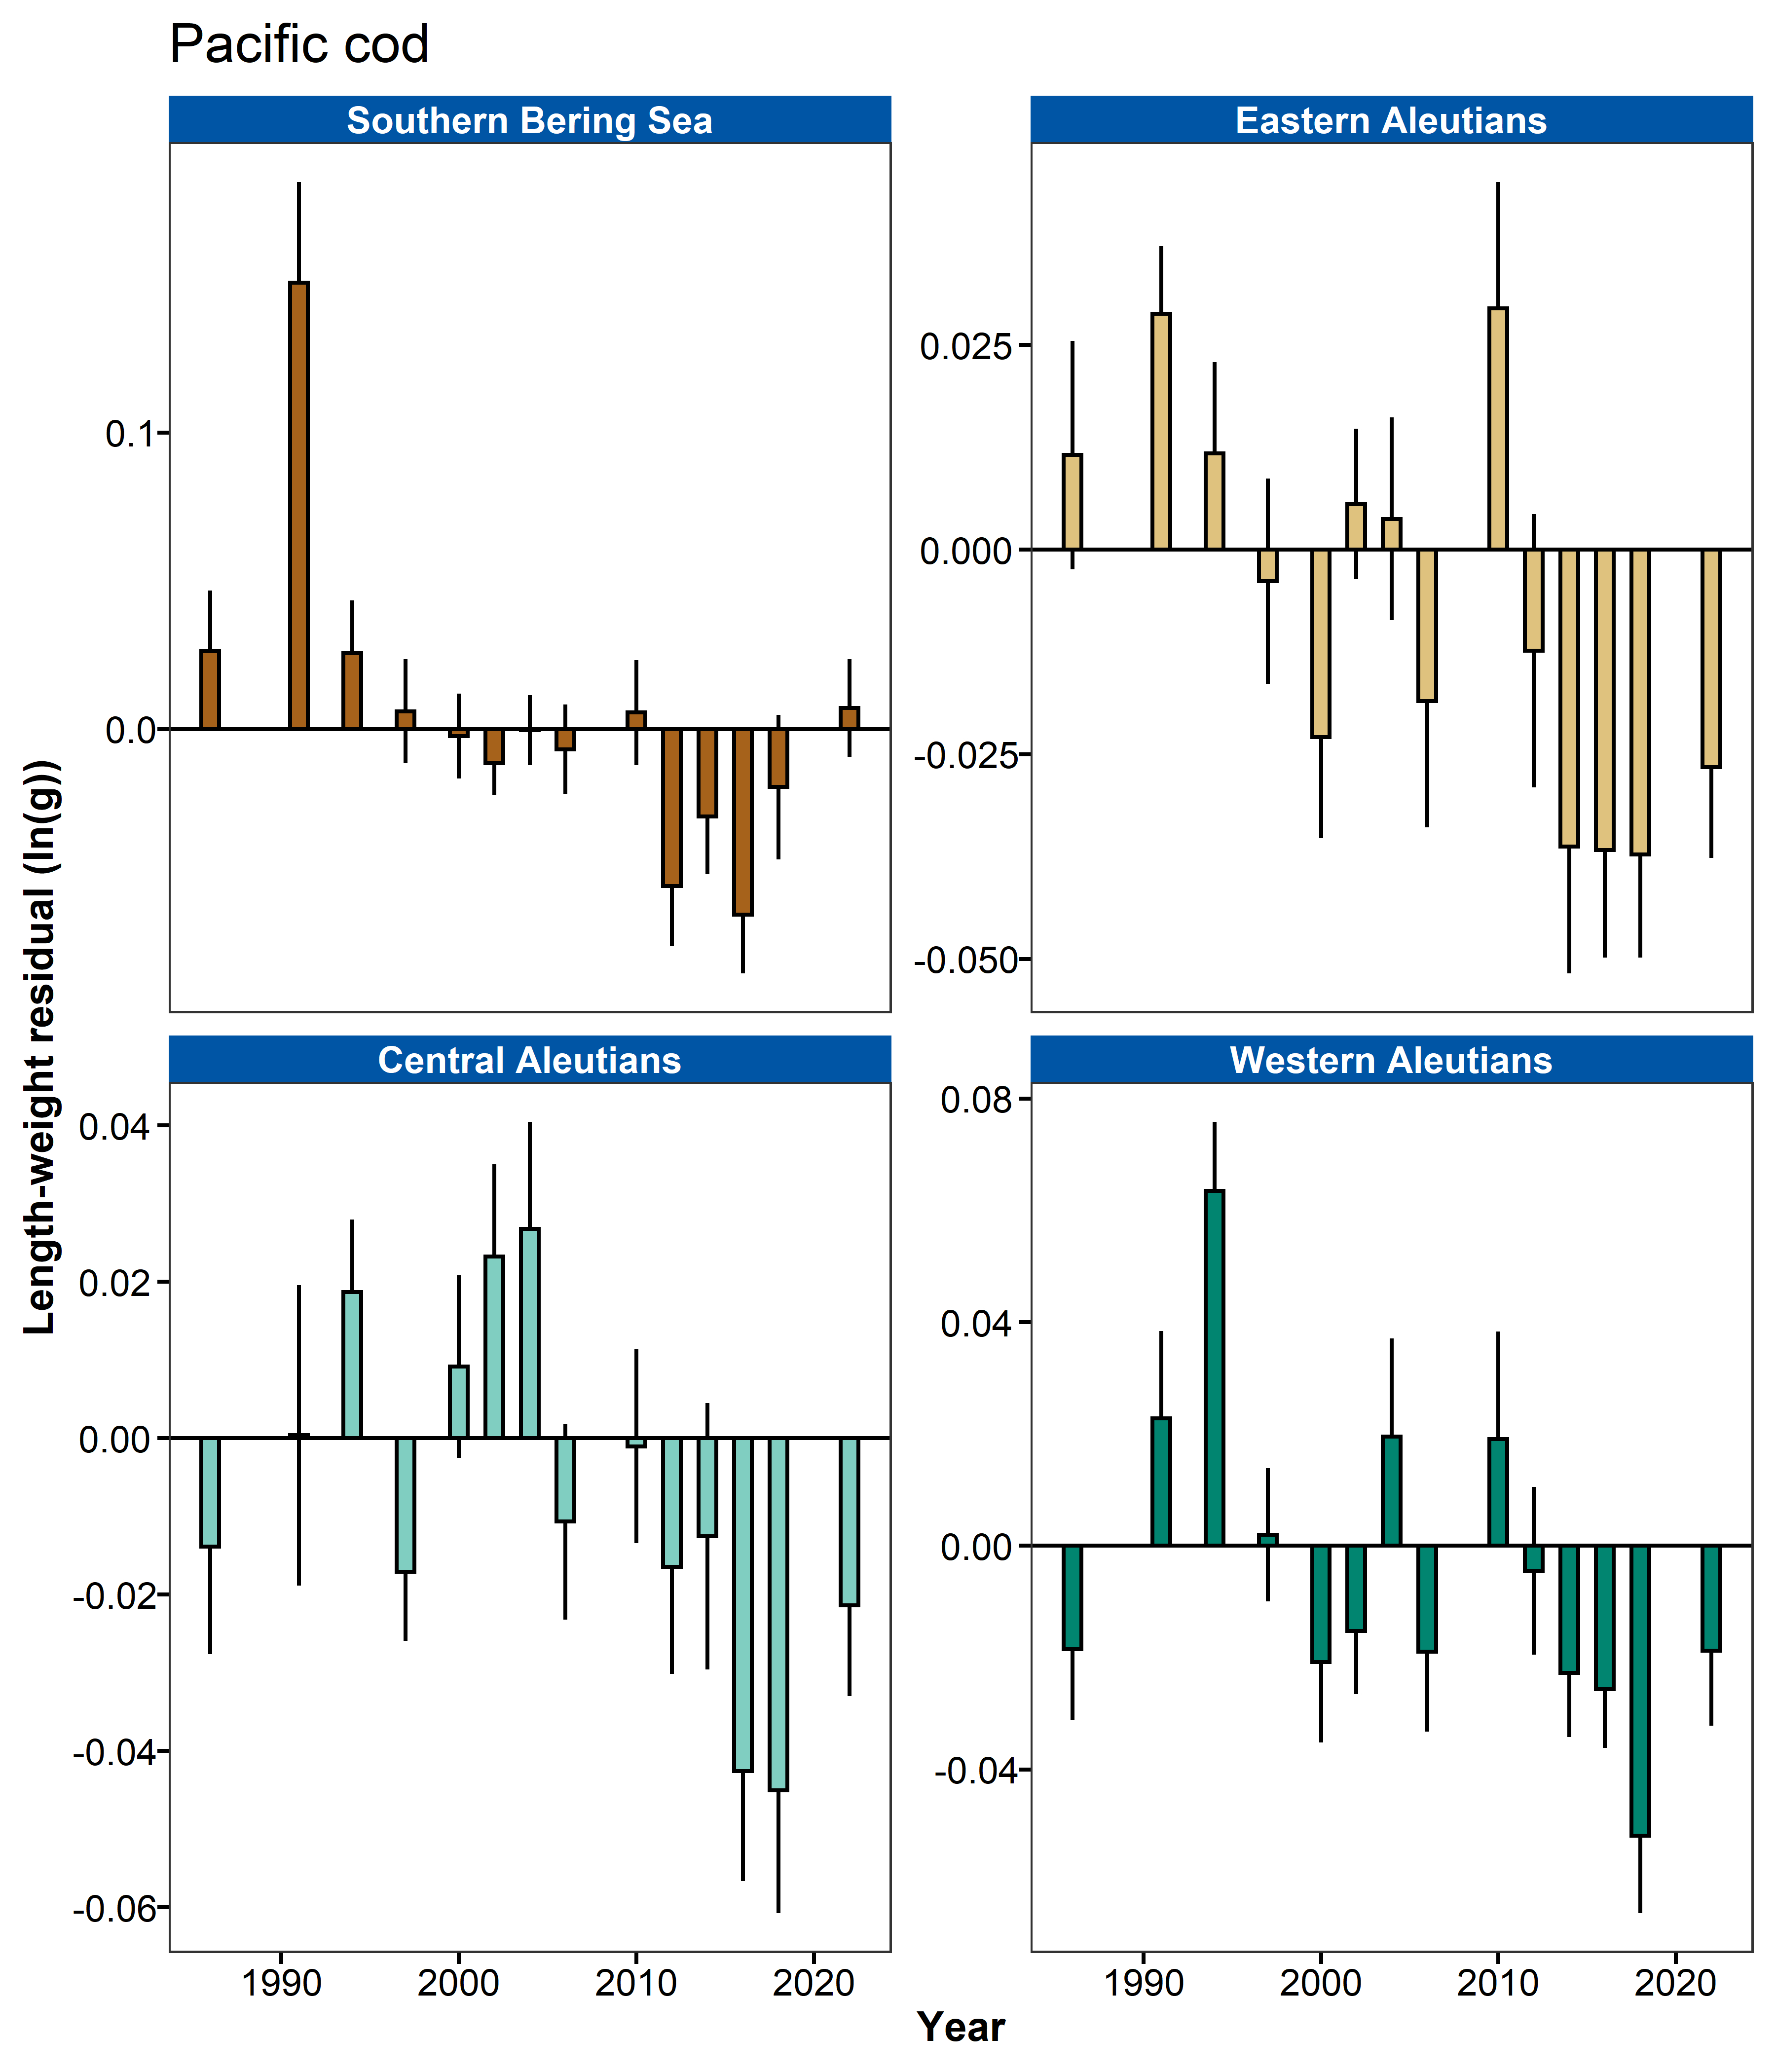 Pacific cod
Southern Bering Sea
Eastern Aleutians
0.1
0.0
0.025
0.000
-0.025
-0.050
Length-weight residual (ln(g))
Central Aleutians
Western Aleutians
0.04
0.02
0.00
-0.02
-0.04
-0.06
0.08
0.04
0.00
-0.04
1990 2000 2010 2020
1990 2000 2010 2020
Year